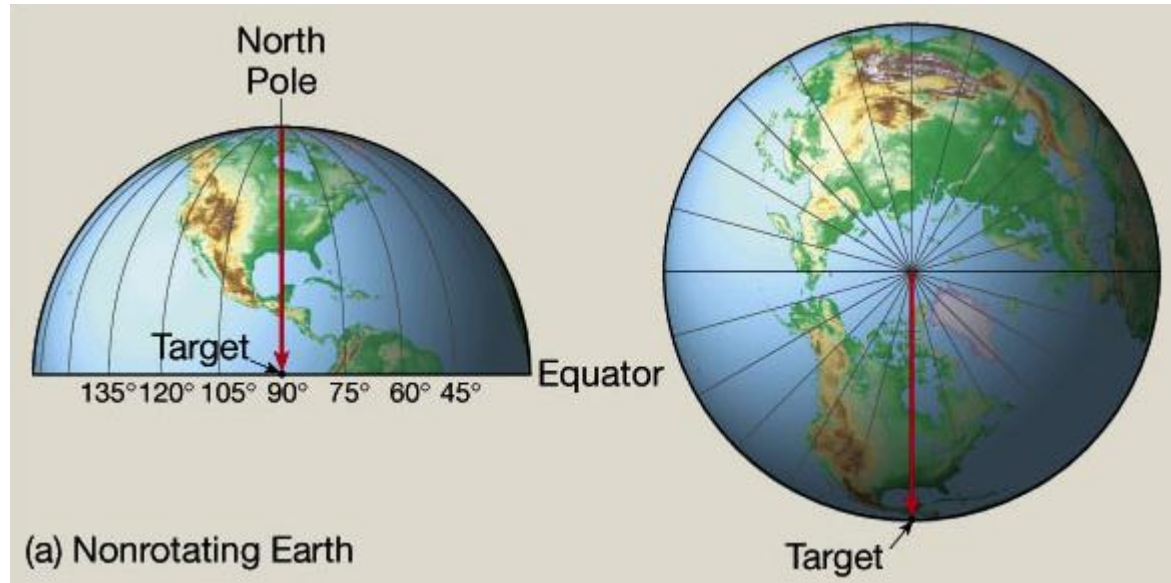 North
Pole
Target
Equator
135° 120° 105° 90° 75° 60° 45°
(a) Nonrotating Earth
Target